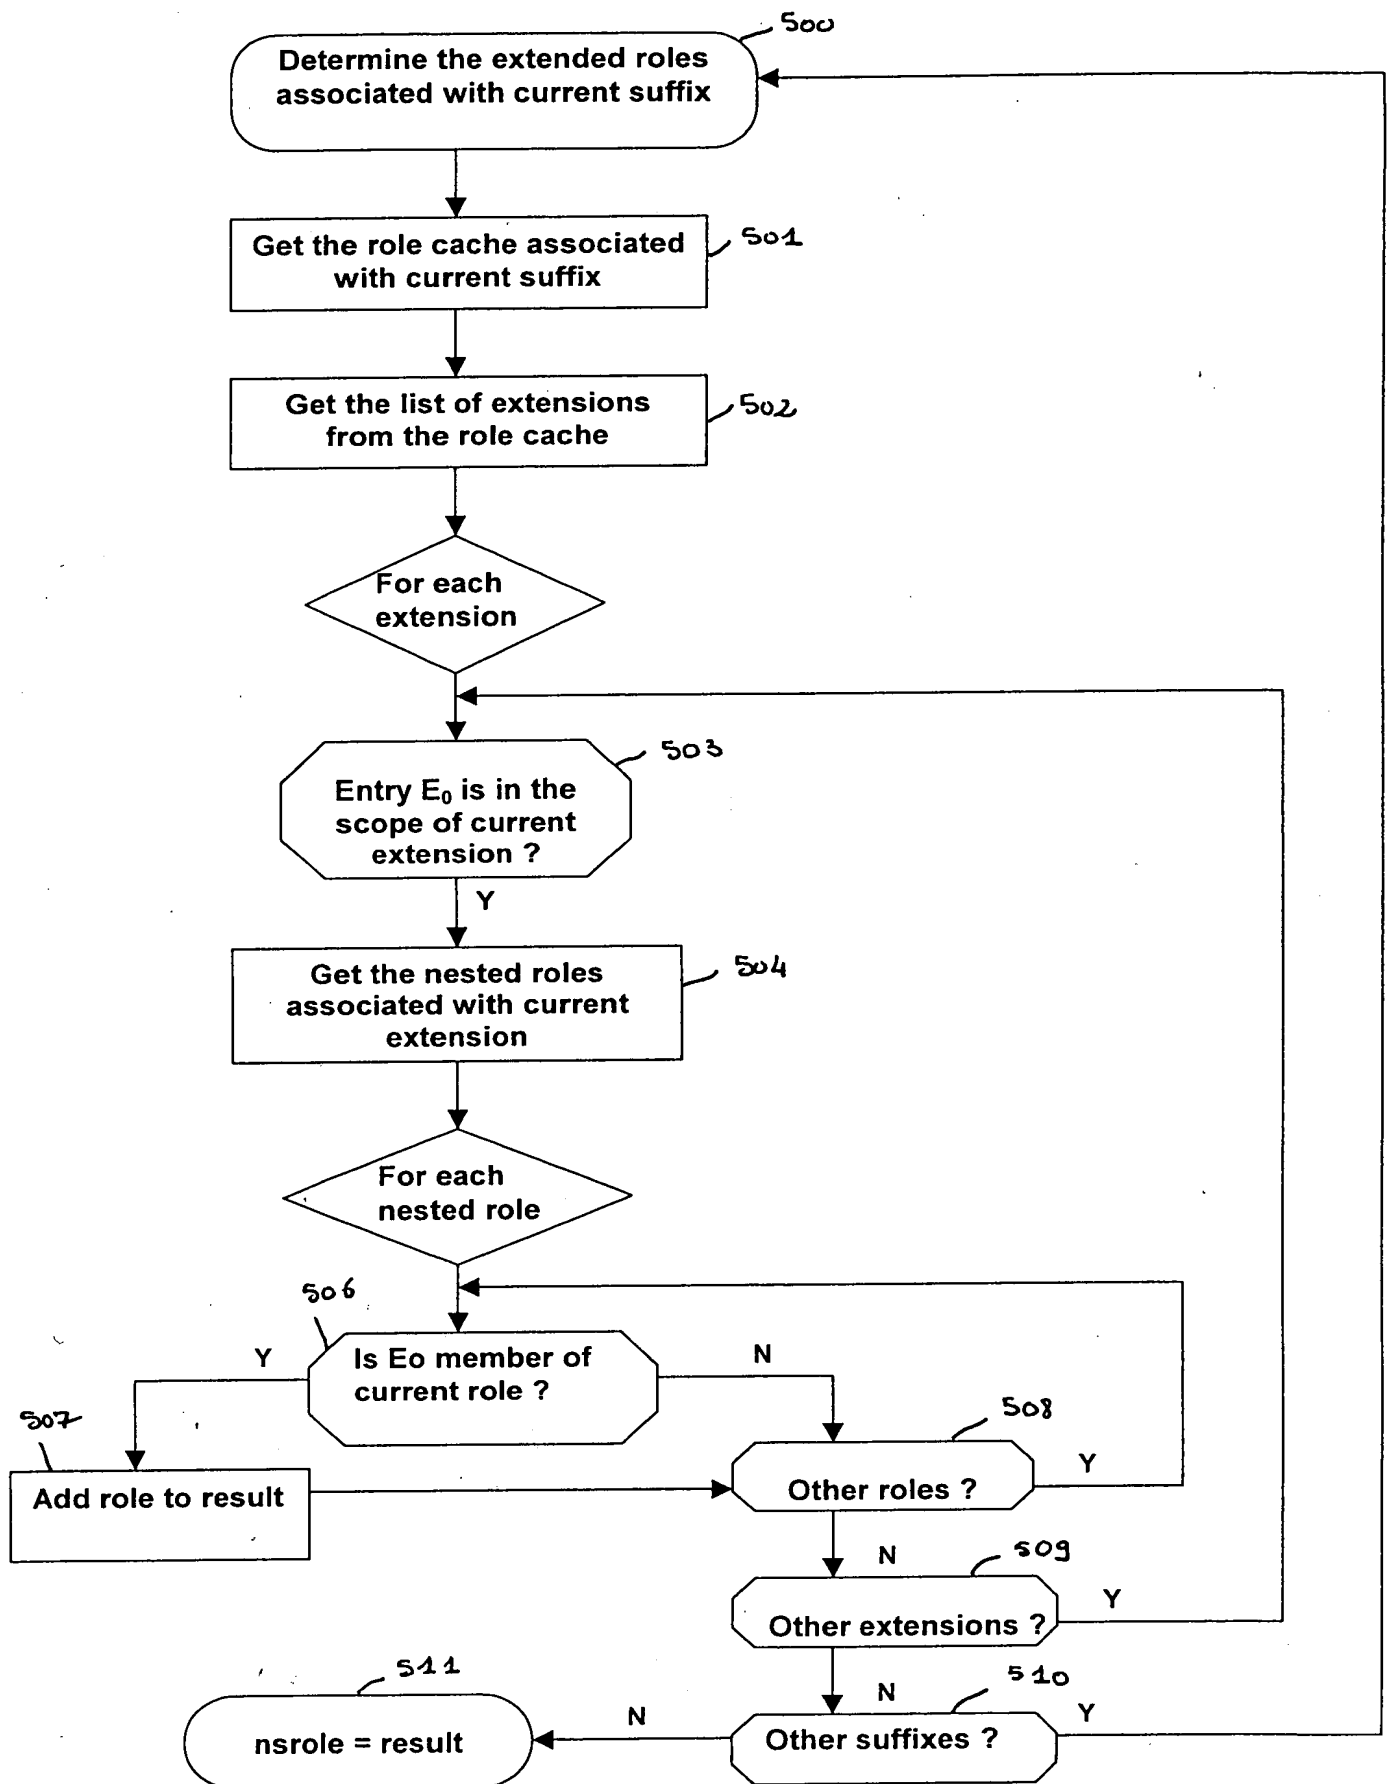 500
Determine the extended roles
associated with current suffix
501
Get the role cache associated
with current suffix
502
Get the list of extensions
from the role cache
For each
extension
503
Entry E₀ is in the
scope of current
extension ?
Y
504
Get the nested roles
associated with current
extension
For each
nested role
506
Y
Is Eo member of
current role ?
N
507
Add role to result
508
Other roles ?
Y
N
509
Other extensions ?
Y
N
510
Other suffixes ?
Y
N
511
nsrole = result